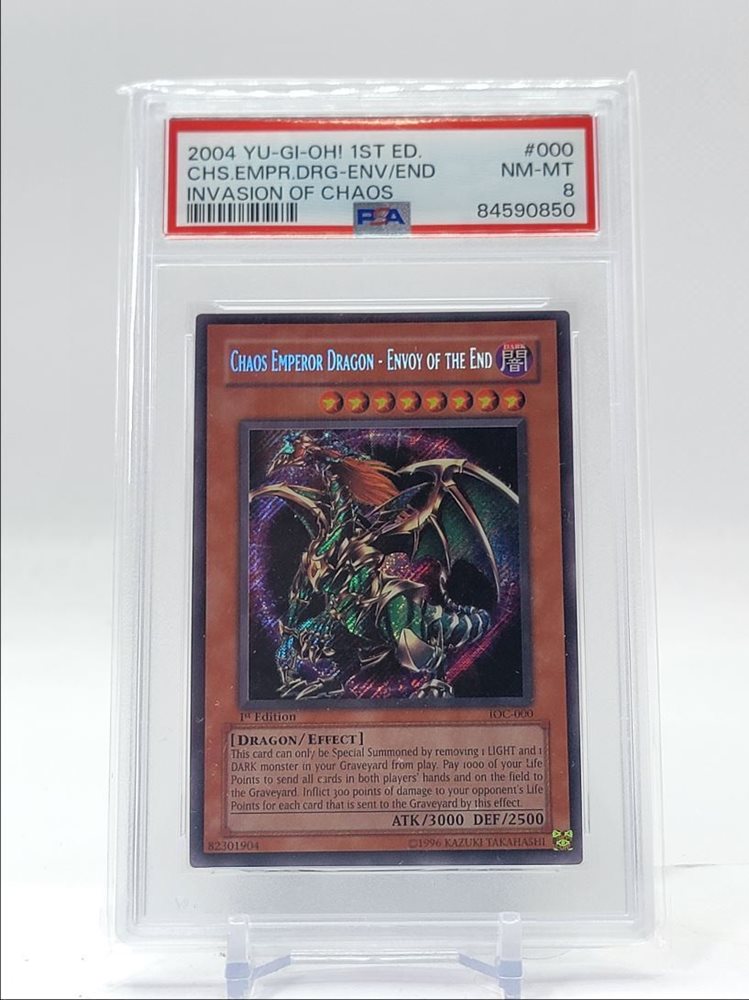 2004 YU-GI-OH! 1ST ED. #000
CHS.EMPR.DRG-ENV/END NM-MT
INVASION OF CHAOS 8
PSA 84590850
CHAOS EMPEROR DRAGON - ENVOY OF THE END DARK 闇
1st Edition IOC-000
[DRAGON/EFFECT]
This card can only be Special Summoned by removing 1 LIGHT and 1
DARK monster in your Graveyard from play. Pay 1000 of your Life
Points to send all cards in both players' hands and on the field to
the Graveyard. Inflict 300 points of damage to your opponent's Life
Points for each card that is sent to the Graveyard by this effect.
ATK/3000 DEF/2500
82301904 ©1996 KAZUKI TAKAHASHI